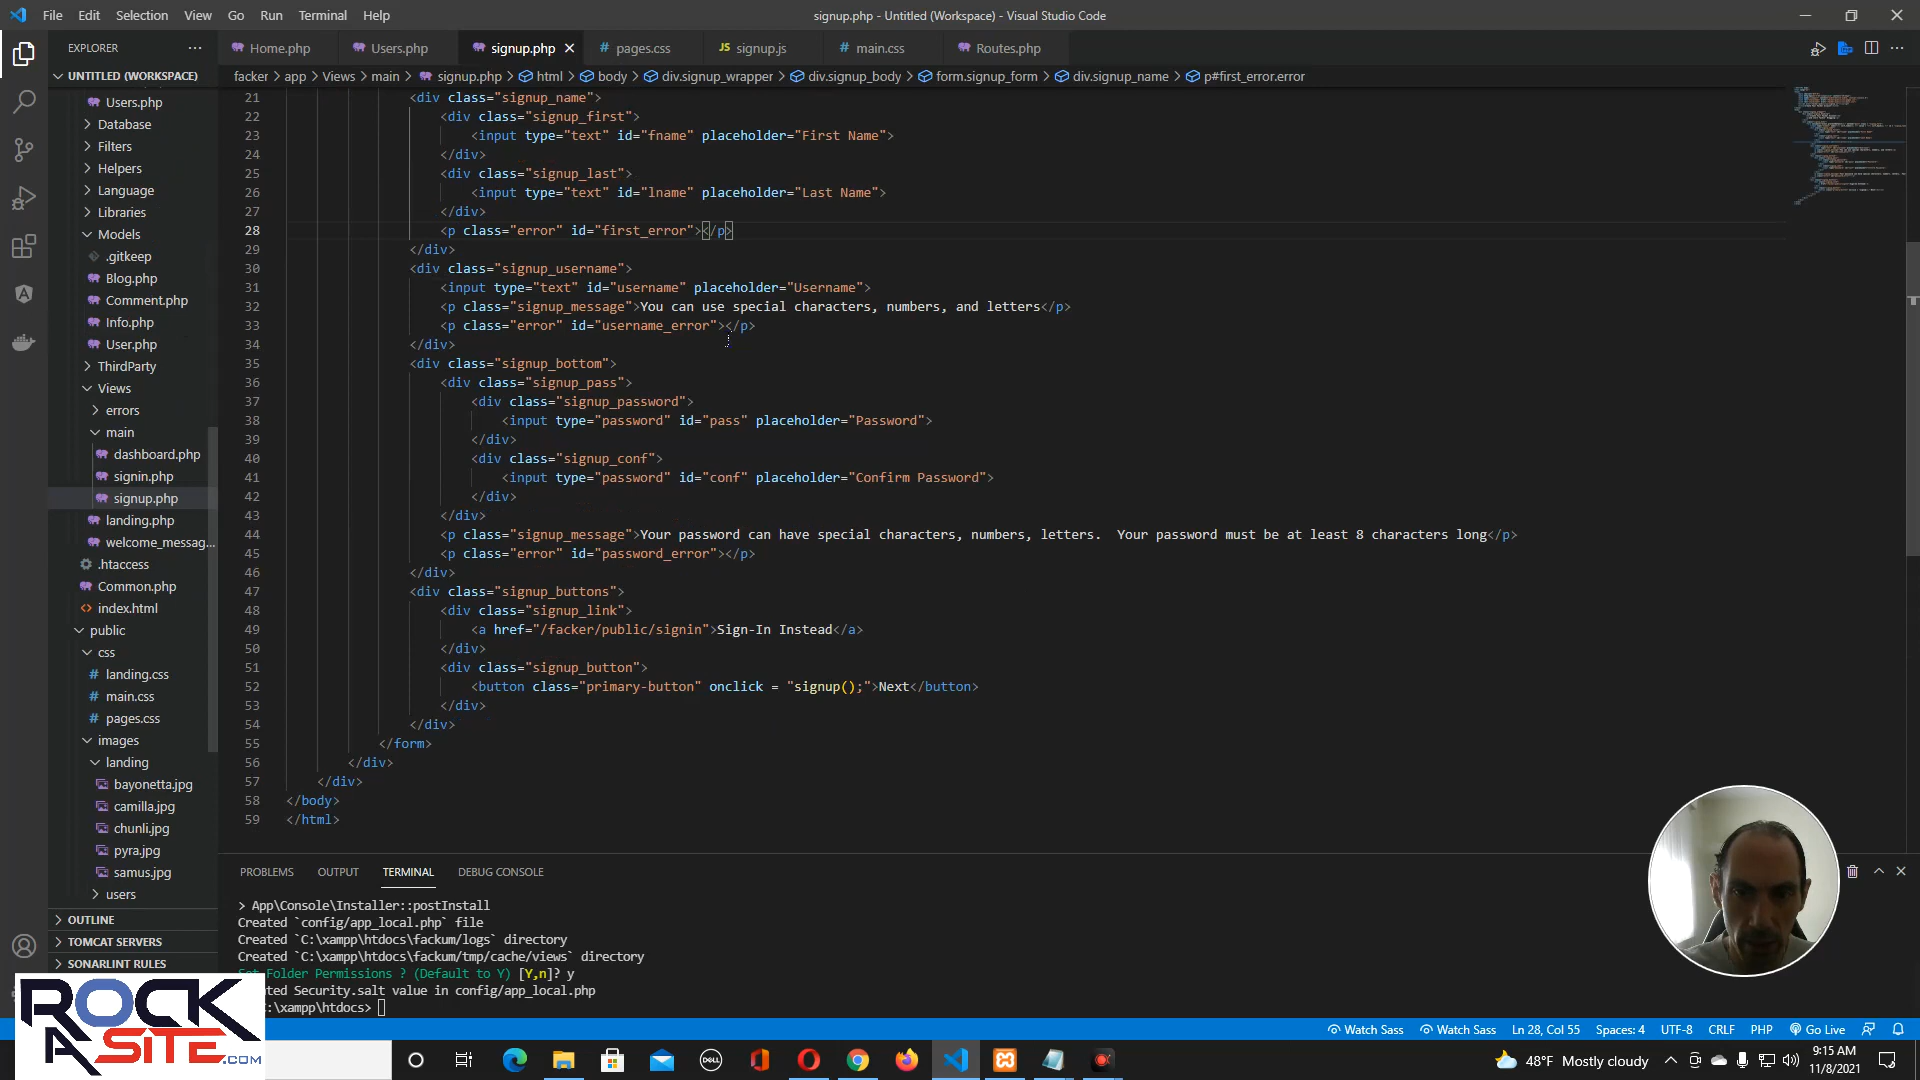 File Edit Selection View Go Run Terminal Help
signup.php - Untitled (Workspace) - Visual Studio Code
EXPLORER
Home.php Users.php signup.php pages.css signup.js main.css Routes.php
UNTITLED (WORKSPACE)
facker > app > Views > main > signup.php > html > body > div.signup_wrapper > div.signup_body > form.signup_form > div.signup_name > p#first_error.error
Users.php
Database
Filters
Helpers
Language
Libraries
Models
.gitkeep
Blog.php
Comment.php
Info.php
User.php
ThirdParty
Views
errors
main
dashboard.php
signin.php
signup.php
landing.php
welcome_messag...
.htaccess
Common.php
index.html
public
css
landing.css
main.css
pages.css
images
landing
bayonetta.jpg
camilla.jpg
chunli.jpg
pyra.jpg
samus.jpg
users
OUTLINE
TOMCAT SERVERS
SONARLINT RULES
21 <div class="signup_name">
22 <div class="signup_first">
23 <input type="text" id="fname" placeholder="First Name">
24 </div>
25 <div class="signup_last">
26 <input type="text" id="lname" placeholder="Last Name">
27 </div>
28 <p class="error" id="first_error"></p>
29 </div>
30 <div class="signup_username">
31 <input type="text" id="username" placeholder="Username">
32 <p class="signup_message">You can use special characters, numbers, and letters</p>
33 <p class="error" id="username_error"></p>
34 </div>
35 <div class="signup_bottom">
36 <div class="signup_pass">
37 <div class="signup_password">
38 <input type="password" id="pass" placeholder="Password">
39 </div>
40 <div class="signup_conf">
41 <input type="password" id="conf" placeholder="Confirm Password">
42 </div>
43 </div>
44 <p class="signup_message">Your password can have special characters, numbers, letters.  Your password must be at least 8 characters long</p>
45 <p class="error" id="password_error"></p>
46 </div>
47 <div class="signup_buttons">
48 <div class="signup_link">
49 <a href="/facker/public/signin">Sign-In Instead</a>
50 </div>
51 <div class="signup_button">
52 <button class="primary-button" onclick = "signup();">Next</button>
53 </div>
54 </div>
55 </form>
56 </div>
57 </div>
58 </body>
59 </html>
PROBLEMS OUTPUT TERMINAL DEBUG CONSOLE
> App\Console\Installer::postInstall
Created `config/app_local.php` file
Created `C:\xampp\htdocs\fackum/logs` directory
Created `C:\xampp\htdocs\fackum/tmp/cache/views` directory
Folder Permissions ? (Default to Y) [Y,n]? y
Security.salt value in config/app_local.php
:\xampp\htdocs>
ROCK
A SITE.COM
Watch Sass Watch Sass Ln 28, Col 55 Spaces: 4 UTF-8 CRLF PHP Go Live
DELL
48°F Mostly cloudy
9:15 AM
11/8/2021